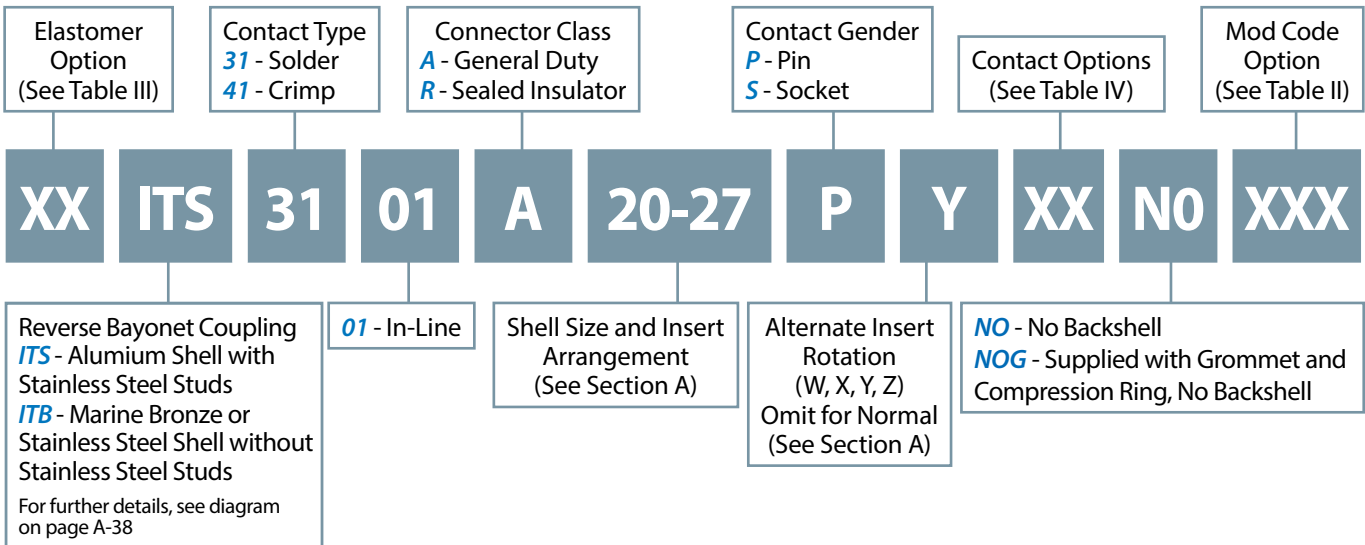 Elastomer
Option
(See Table III)
Contact Type
31 - Solder
41 - Crimp
Connector Class
A - General Duty
R - Sealed Insulator
Contact Gender
P - Pin
S - Socket
Contact Options
(See Table IV)
Mod Code
Option
(See Table II)
XX ITS 31 01 A 20-27 P Y XX N0 XXX
Reverse Bayonet Coupling
ITS - Alumium Shell with
Stainless Steel Studs
ITB - Marine Bronze or
Stainless Steel Shell without
Stainless Steel Studs
For further details, see diagram
on page A-38
01 - In-Line
Shell Size and Insert
Arrangement
(See Section A)
Alternate Insert
Rotation
(W, X, Y, Z)
Omit for Normal
(See Section A)
NO - No Backshell
NOG - Supplied with Grommet and
Compression Ring, No Backshell